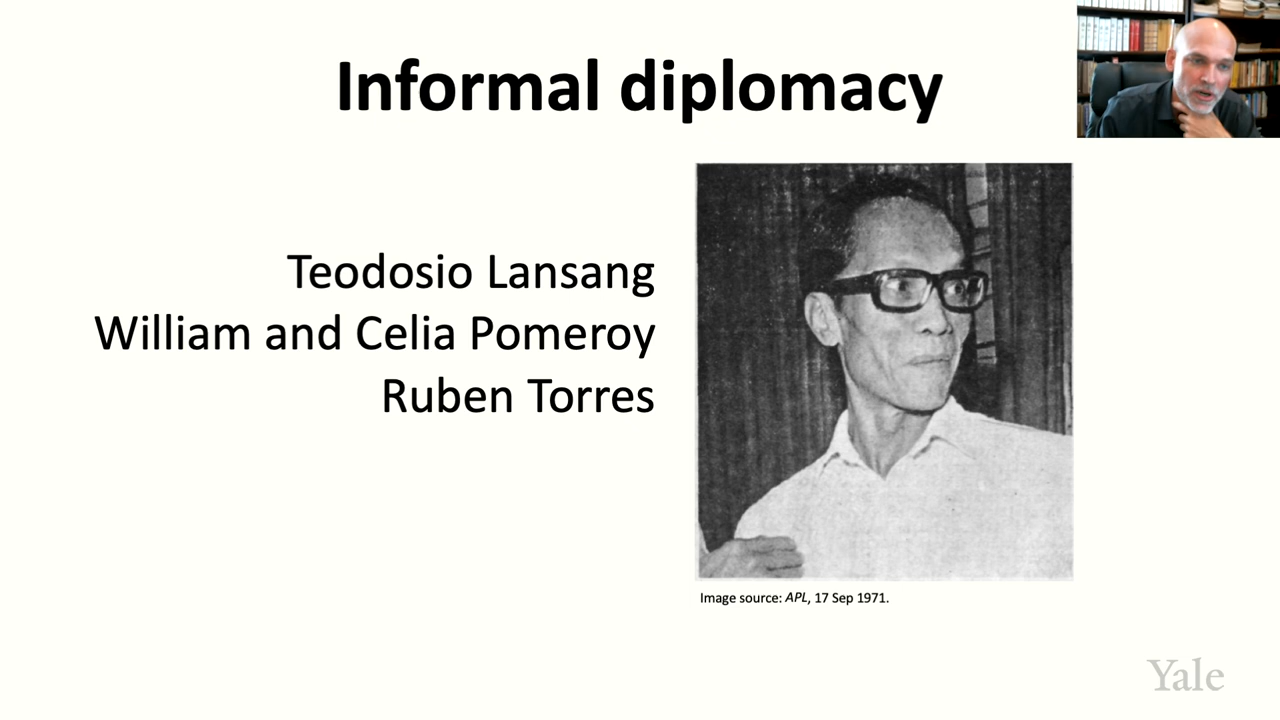 Informal diplomacy
Teodosio Lansang
William and Celia Pomeroy
Ruben Torres
Image source: APL, 17 Sep 1971.
Yale